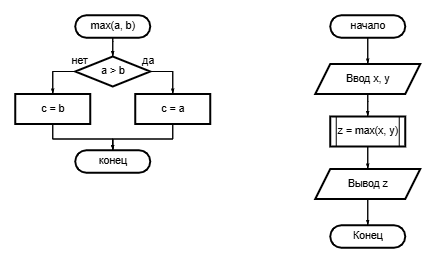 max(a, b)
нет
да
a > b
c = b
c = a
конец
начало
Ввод x, y
z = max(x, y)
Вывод z
Конец